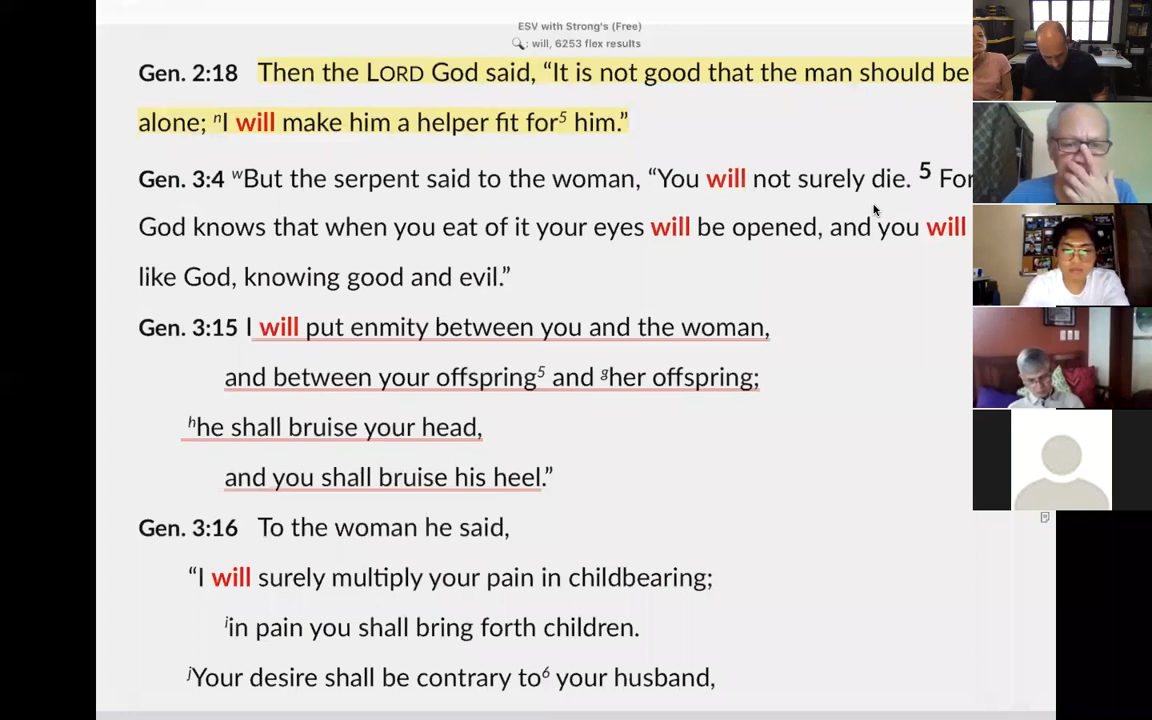 ESV with Strong's (Free)
: will, 6253 flex results
Gen. 2:18 Then the LORD God said, “It is not good that the man should be
alone; ⁿI will make him a helper fit for⁵ him.”
Gen. 3:4 ʷBut the serpent said to the woman, “You will not surely die. ⁵ For
God knows that when you eat of it your eyes will be opened, and you will
like God, knowing good and evil.”
Gen. 3:15 I will put enmity between you and the woman,
and between your offspring⁵ and ᵍher offspring;
ʰhe shall bruise your head,
and you shall bruise his heel.”
Gen. 3:16 To the woman he said,
“I will surely multiply your pain in childbearing;
ⁱin pain you shall bring forth children.
ʲYour desire shall be contrary to⁶ your husband,